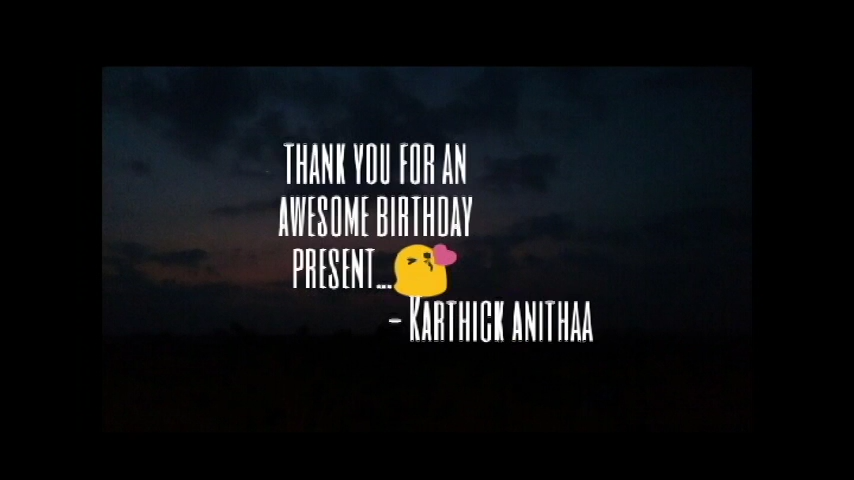 THANK YOU FOR AN
AWESOME BIRTHDAY
PRESENT...😘
- KARTHICK ANITHAA